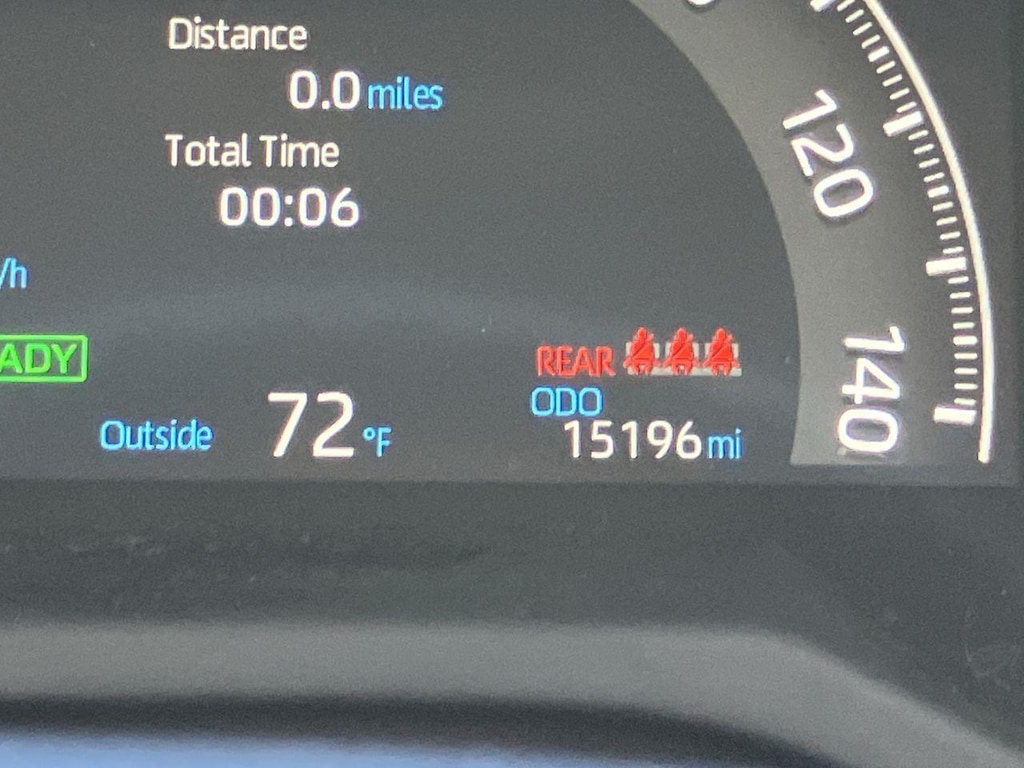 Distance
0.0 miles
Total Time
00:06
/h
ADY
REAR
ODO
Outside 72 °F
15196 mi
120
140